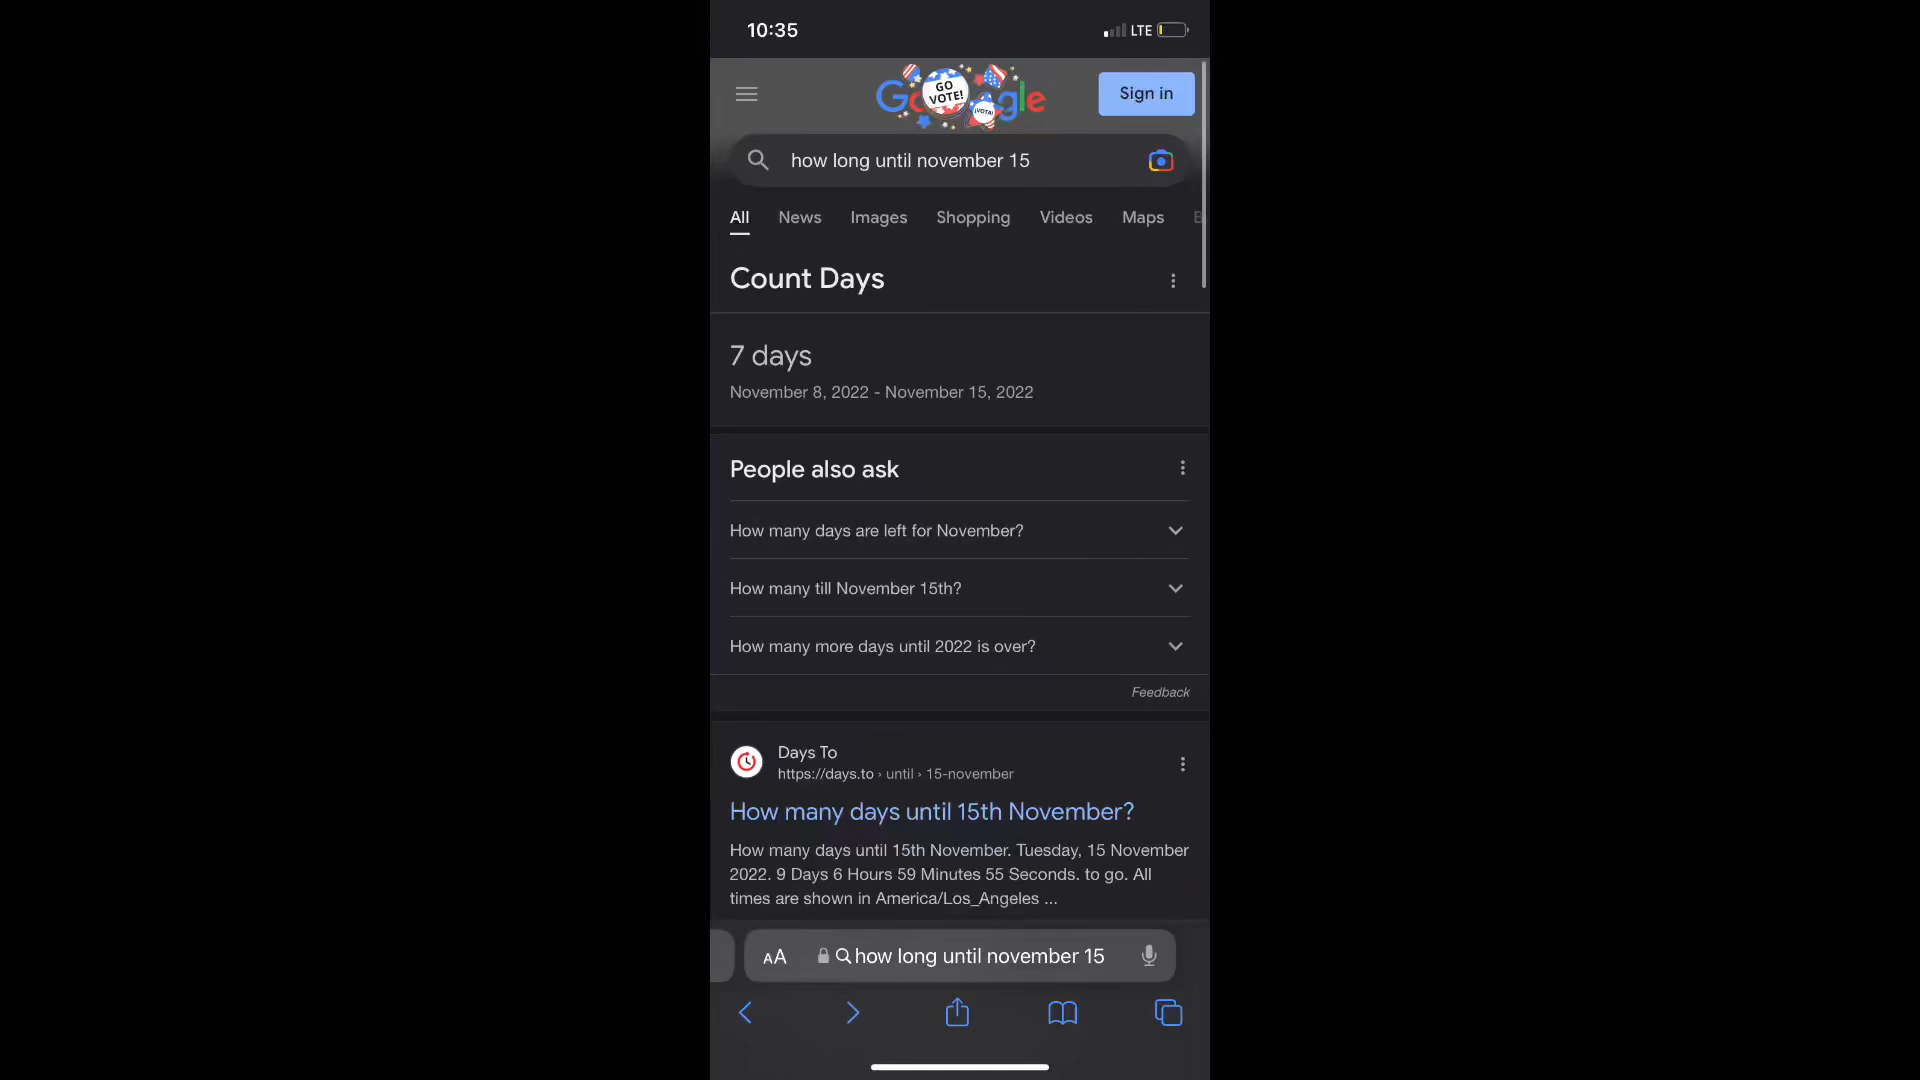 10:35
LTE
Google
GO VOTE!
¡VOTA!
Sign in
how long until november 15
All News Images Shopping Videos Maps B
Count Days
7 days
November 8, 2022 - November 15, 2022
People also ask
How many days are left for November?
How many till November 15th?
How many more days until 2022 is over?
Feedback
Days To
https://days.to › until › 15-november
How many days until 15th November?
How many days until 15th November. Tuesday, 15 November
2022. 9 Days 6 Hours 59 Minutes 55 Seconds. to go. All
times are shown in America/Los_Angeles ...
AA how long until november 15